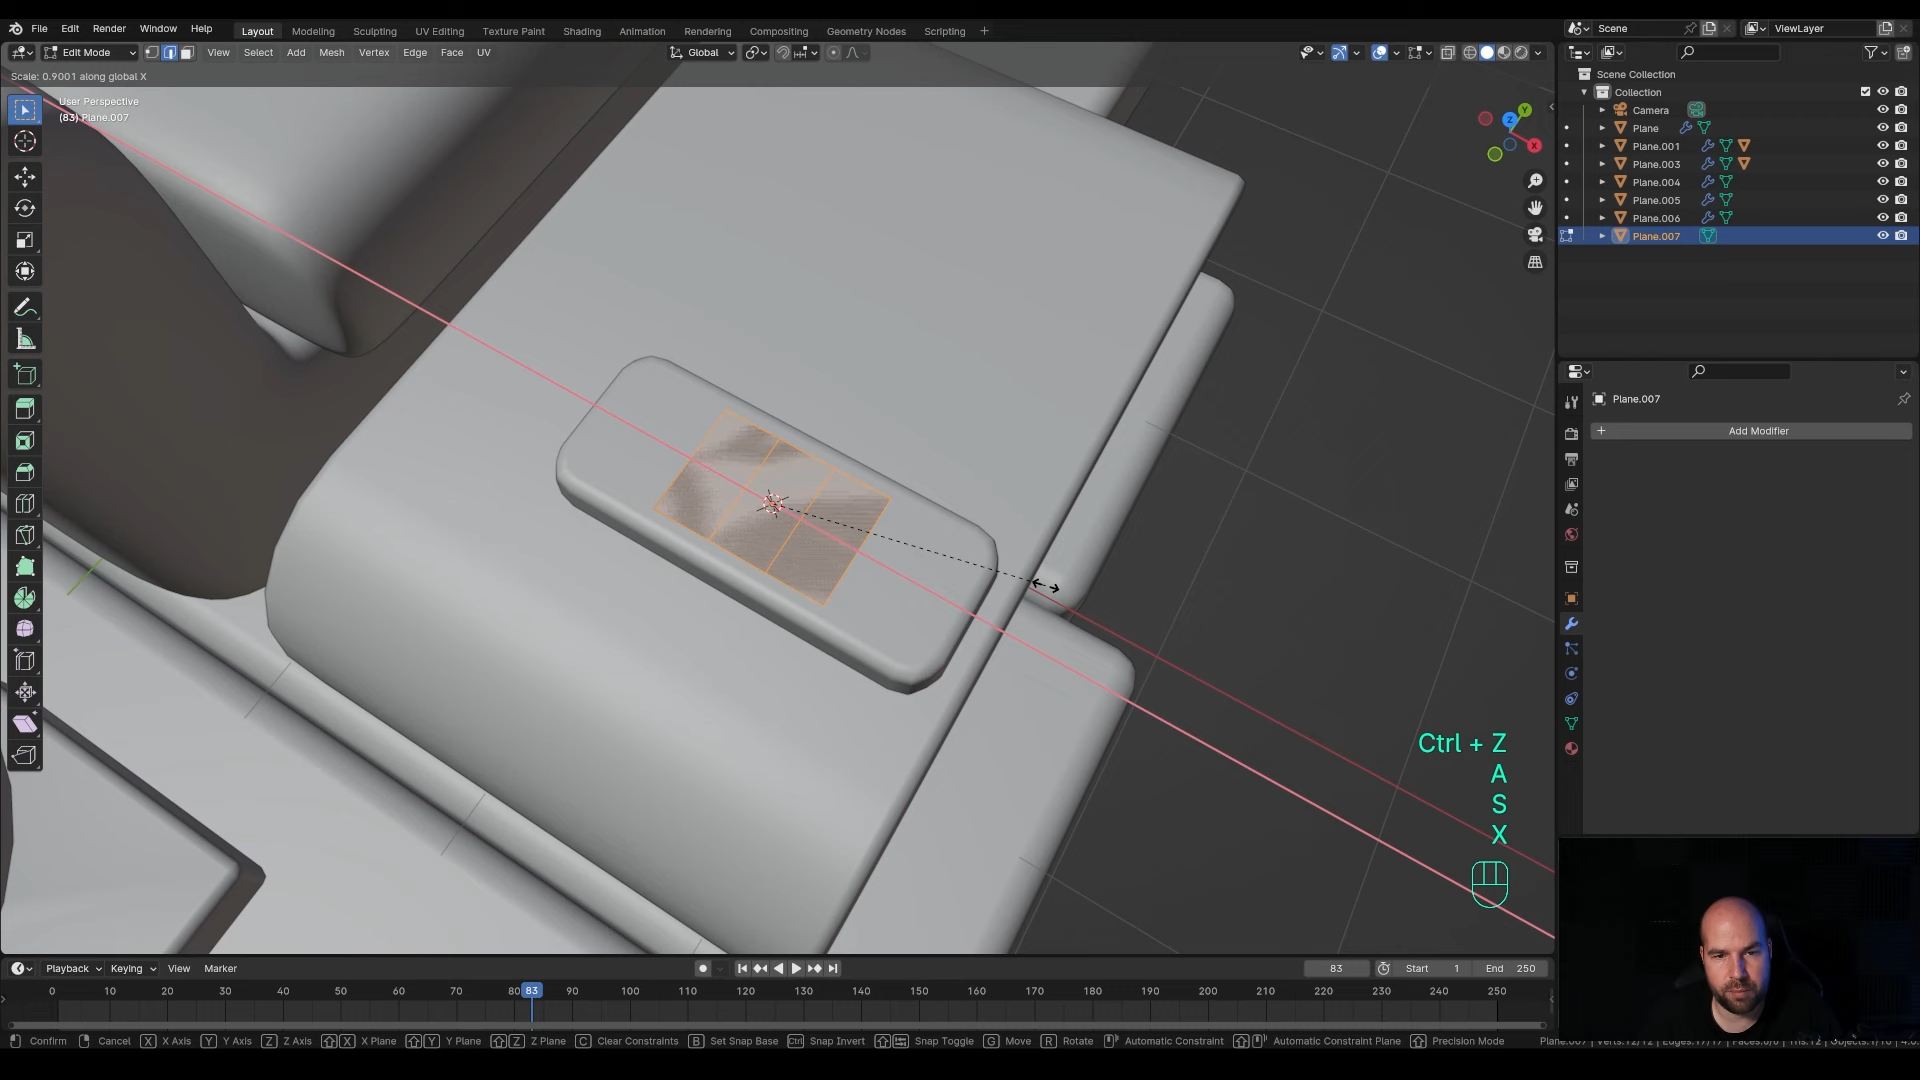 File Edit Render Window Help Layout Modeling Sculpting UV Editing Texture Paint Shading Animation Rendering Compositing Geometry Nodes Scripting Scene ViewLayer
Edit Mode View Select Add Mesh Vertex Edge Face UV Global
Scale: 0.9001 along global X
User Perspective
(83) Plane.007
Z
Y
X
Scene Collection
Collection
Camera
Plane
Plane.001
Plane.003
Plane.004
Plane.005
Plane.006
Plane.007
Plane.007
Add Modifier
Ctrl + Z
A
S
X
Playback Keying View Marker 83 Start 1 End 250
0 10 20 30 40 50 60 70 80 83 90 100 110 120 130 140 150 160 170 180 190 200 210 220 230 240 250
Confirm Cancel X X Axis Y Y Axis Z Z Axis X X Plane Y Y Plane Z Z Plane C Clear Constraints B Set Snap Base Ctrl Snap Invert Snap Toggle G Move R Rotate Automatic Constraint Automatic Constraint Plane Precision Mode